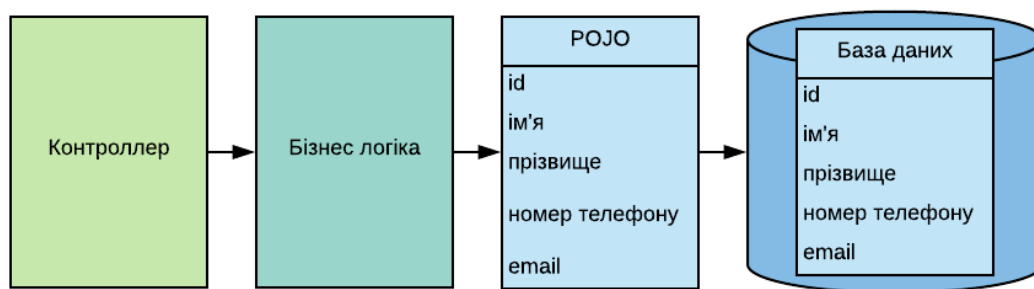 Контроллер
Бізнес логіка
POJO
id
ім'я
прізвище
номер телефону
email
База даних
id
ім'я
прізвище
номер телефону
email